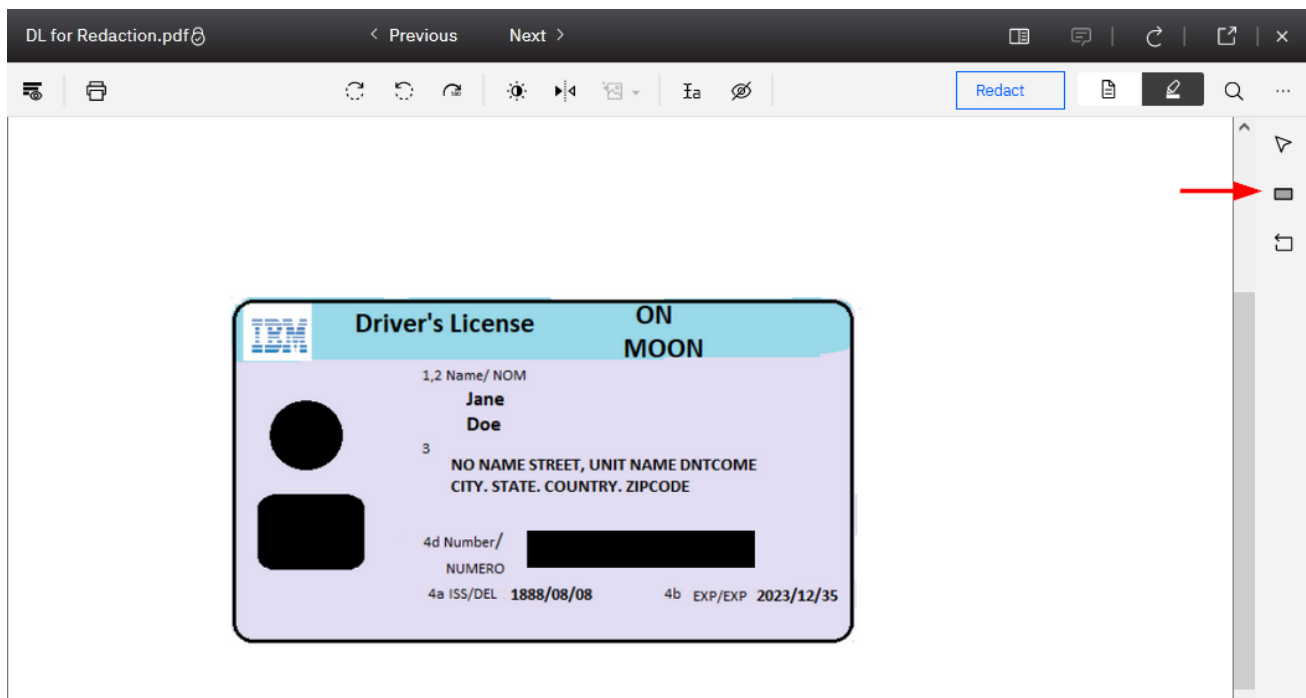 DL for Redaction.pdf
< Previous
Next >
Redact
IBM
Driver's License
ON
MOON
1,2 Name/ NOM
Jane
Doe
3
NO NAME STREET, UNIT NAME DNTCOME
CITY. STATE. COUNTRY. ZIPCODE
4d Number/
NUMERO
4a ISS/DEL 1888/08/08 4b EXP/EXP 2023/12/35